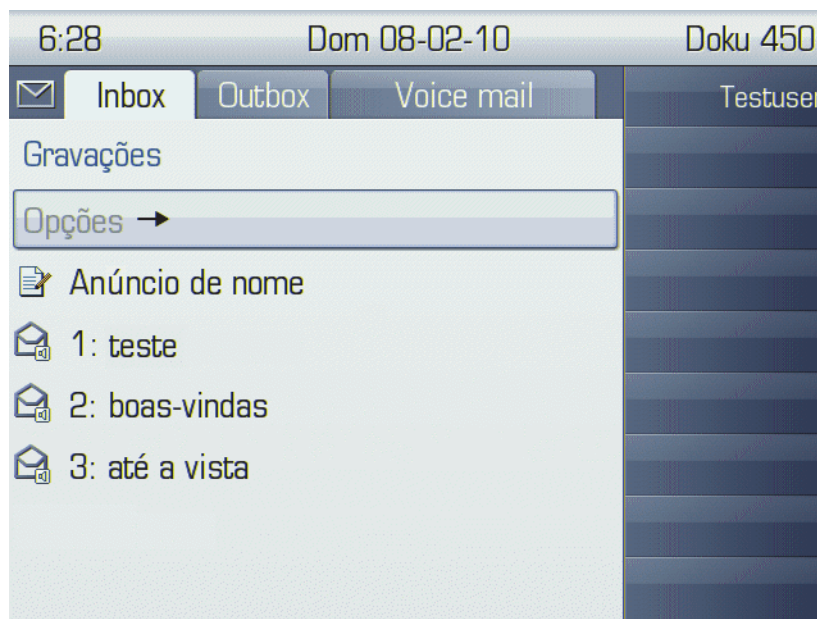 6:28 Dom 08-02-10 Doku 450
Inbox Outbox Voice mail Testuser
Gravações
Opções →
Anúncio de nome
1: teste
2: boas-vindas
3: até a vista